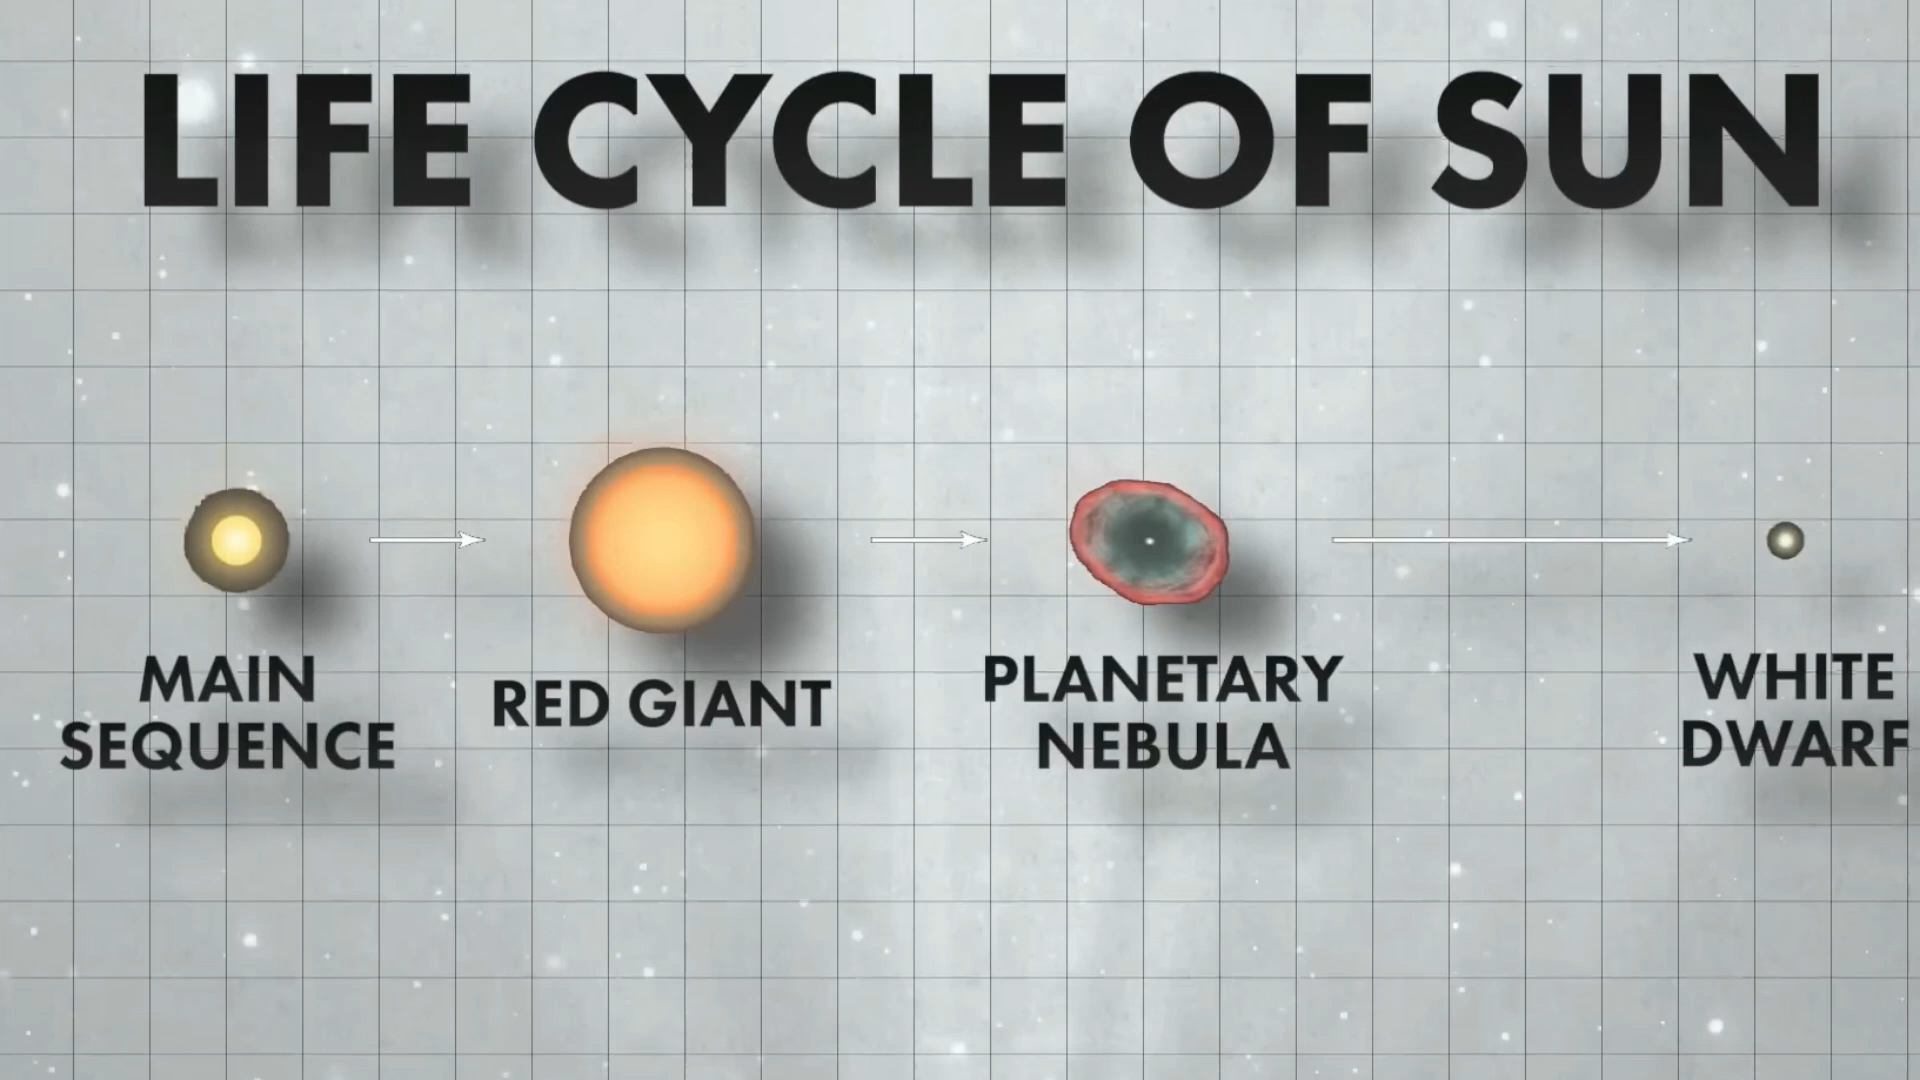 LIFE CYCLE OF SUN
MAIN
SEQUENCE
RED GIANT
PLANETARY
NEBULA
WHITE
DWARF